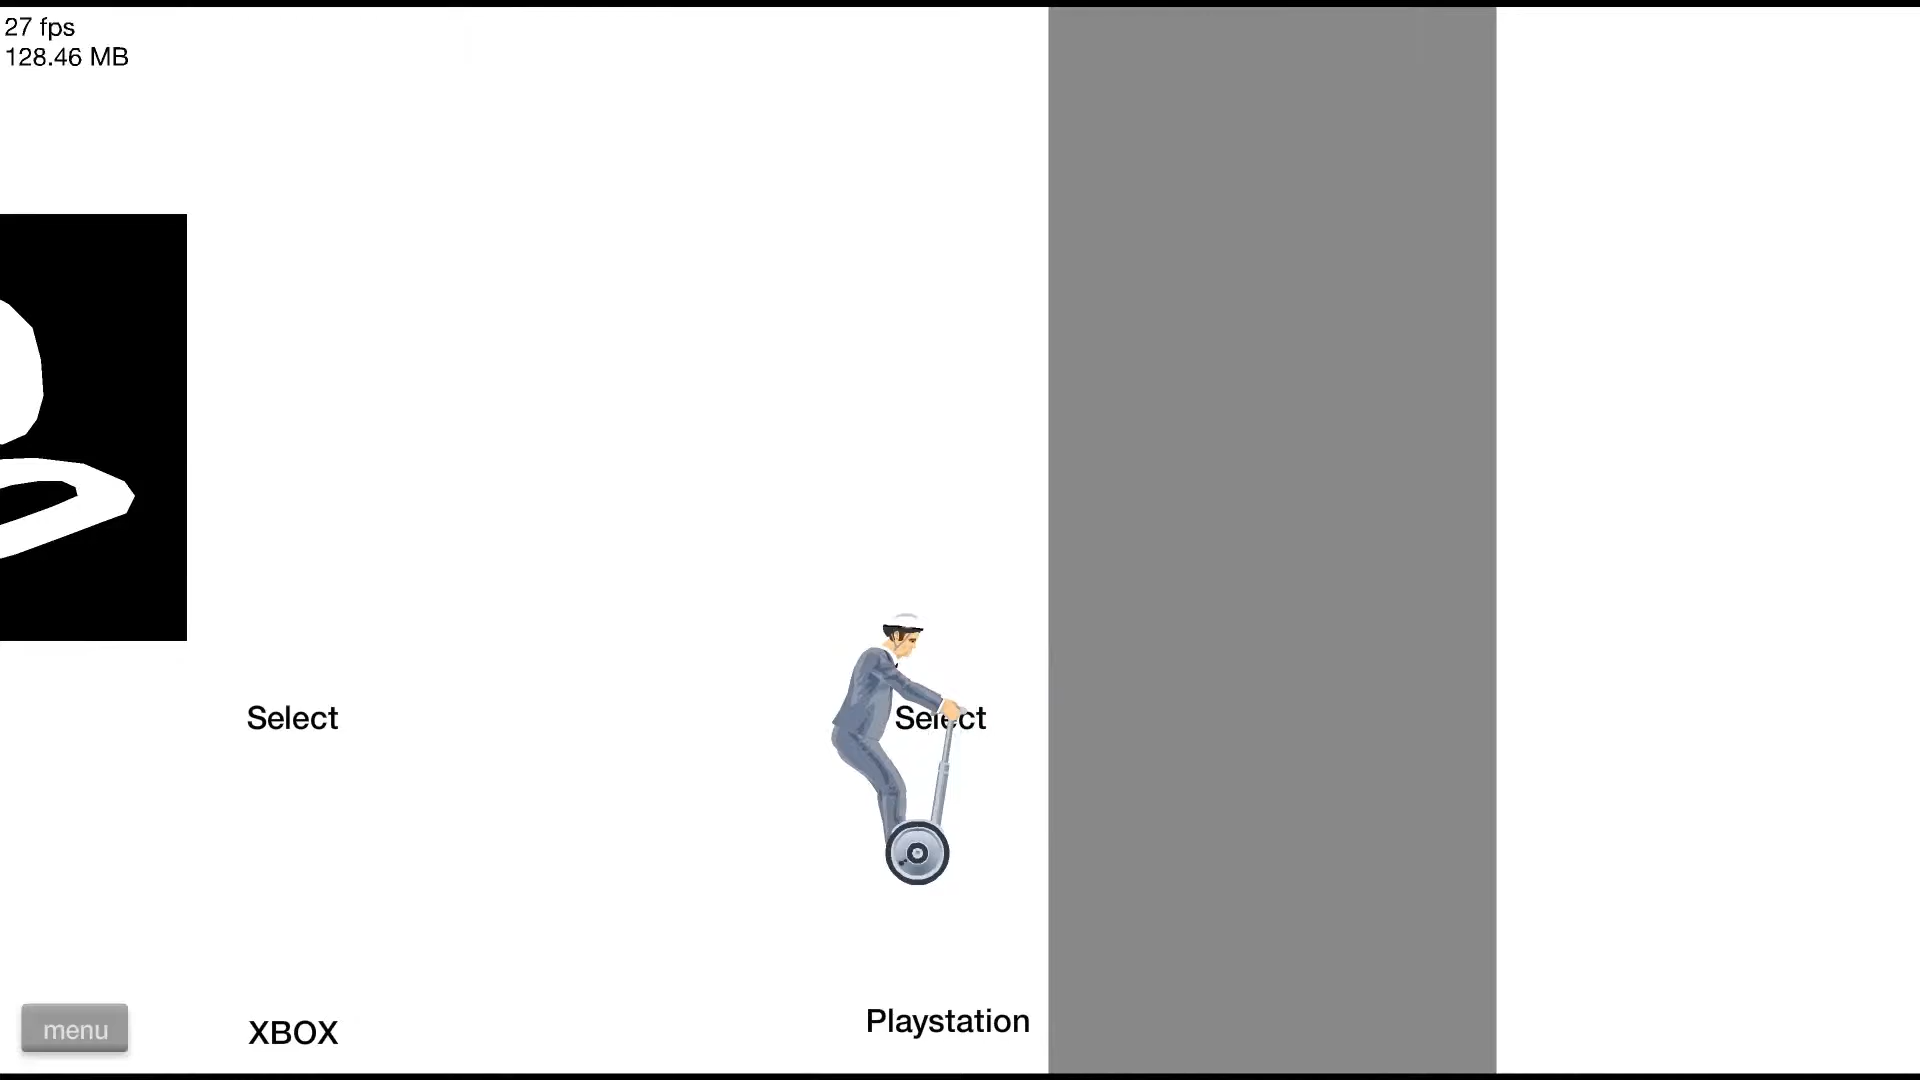 27 fps
128.46 MB
Select
Select
menu
XBOX
Playstation